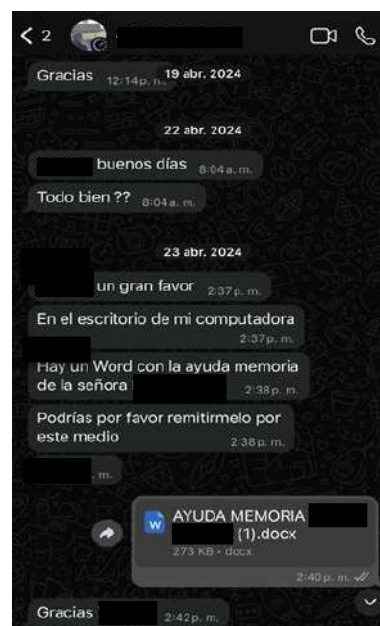 2
Gracias 12:14 p.
19 abr. 2024
22 abr. 2024
buenos días 8:04 a. m.
Todo bien ?? 8:04 a. m.
23 abr. 2024
un gran favor 2:37 p. m.
En el escritorio de mi computadora
2:37 p. m.
Hay un Word con la ayuda memoria
de la señora 2:38 p. m.
Podrías por favor remitirmelo por
este medio 2:38 p. m.
. m.
AYUDA MEMORIA
(1).docx
273 KB • docx
2:40 p. m.
Gracias 2:42 p. m.